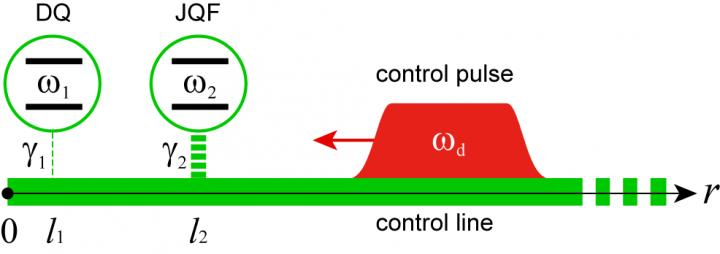 DQ
JQF
ω1
ω2
control pulse
γ1
γ2
ωd
0
l1
l2
control line
r